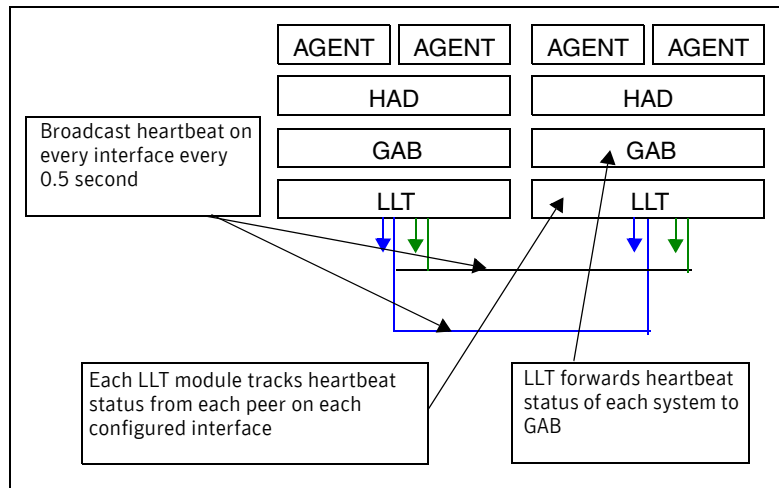 AGENT AGENT AGENT AGENT
HAD HAD
Broadcast heartbeat on
every interface every
0.5 second
GAB GAB
LLT LLT
Each LLT module tracks heartbeat
status from each peer on each
configured interface
LLT forwards heartbeat
status of each system to
GAB